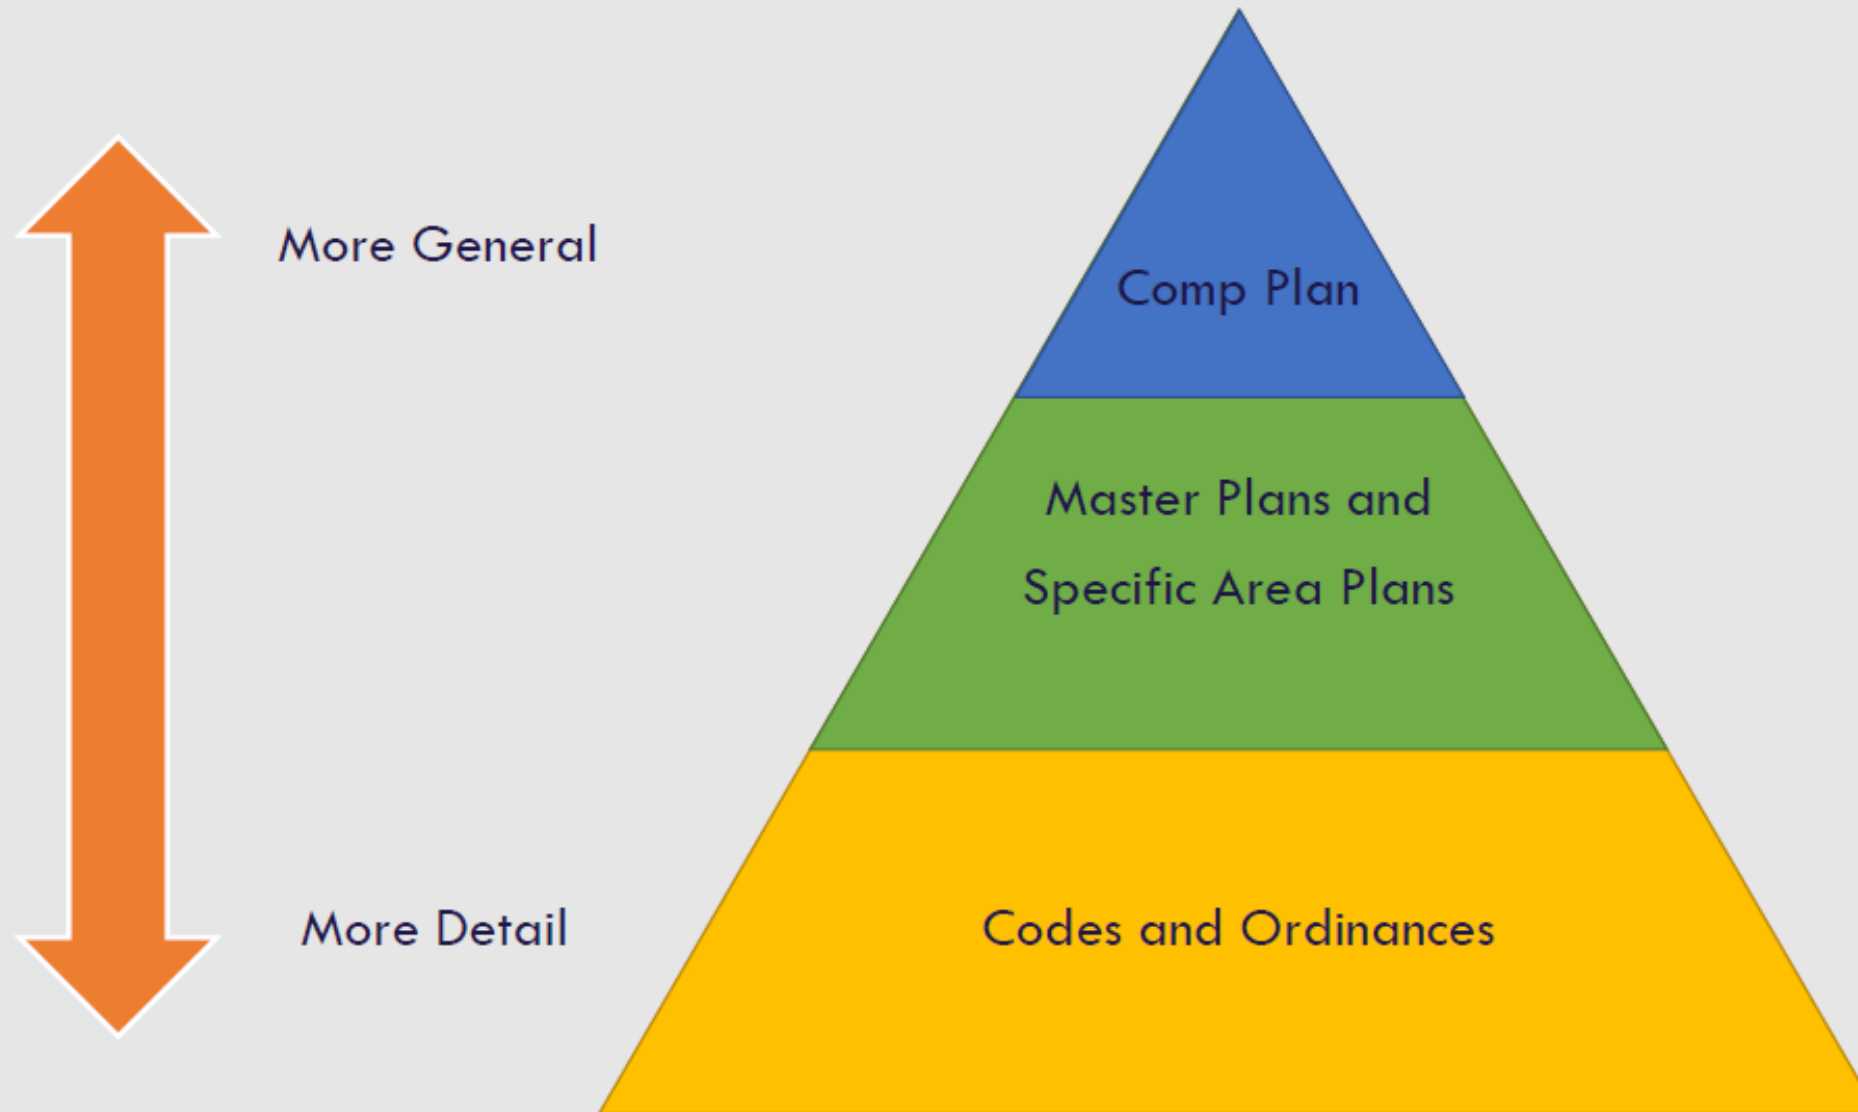 More General
Comp Plan
Master Plans and
Specific Area Plans
More Detail
Codes and Ordinances